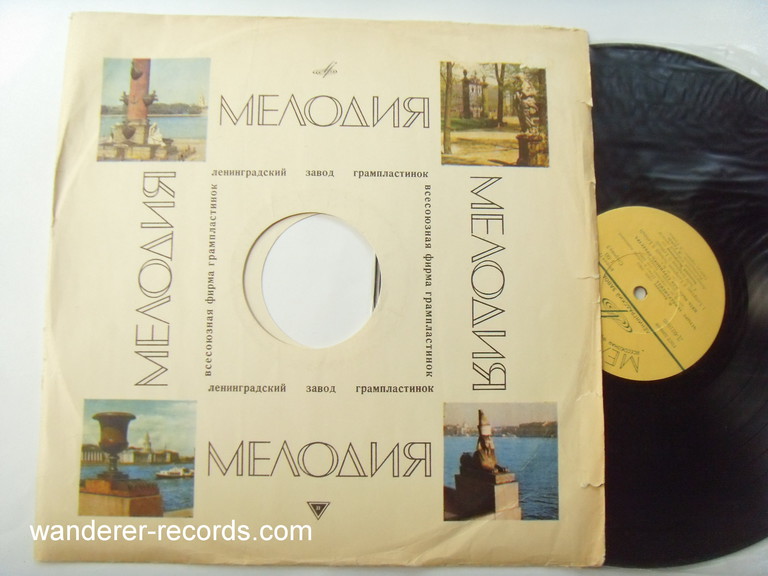 МЕЛОДИЯ
ленинградский завод грампластинок
МЕЛОДИЯ
всесоюзная фирма грампластинок
всесоюзная фирма грампластинок
МЕЛОДИЯ
ленинградский завод грампластинок
МЕЛОДИЯ
wanderer-records.com